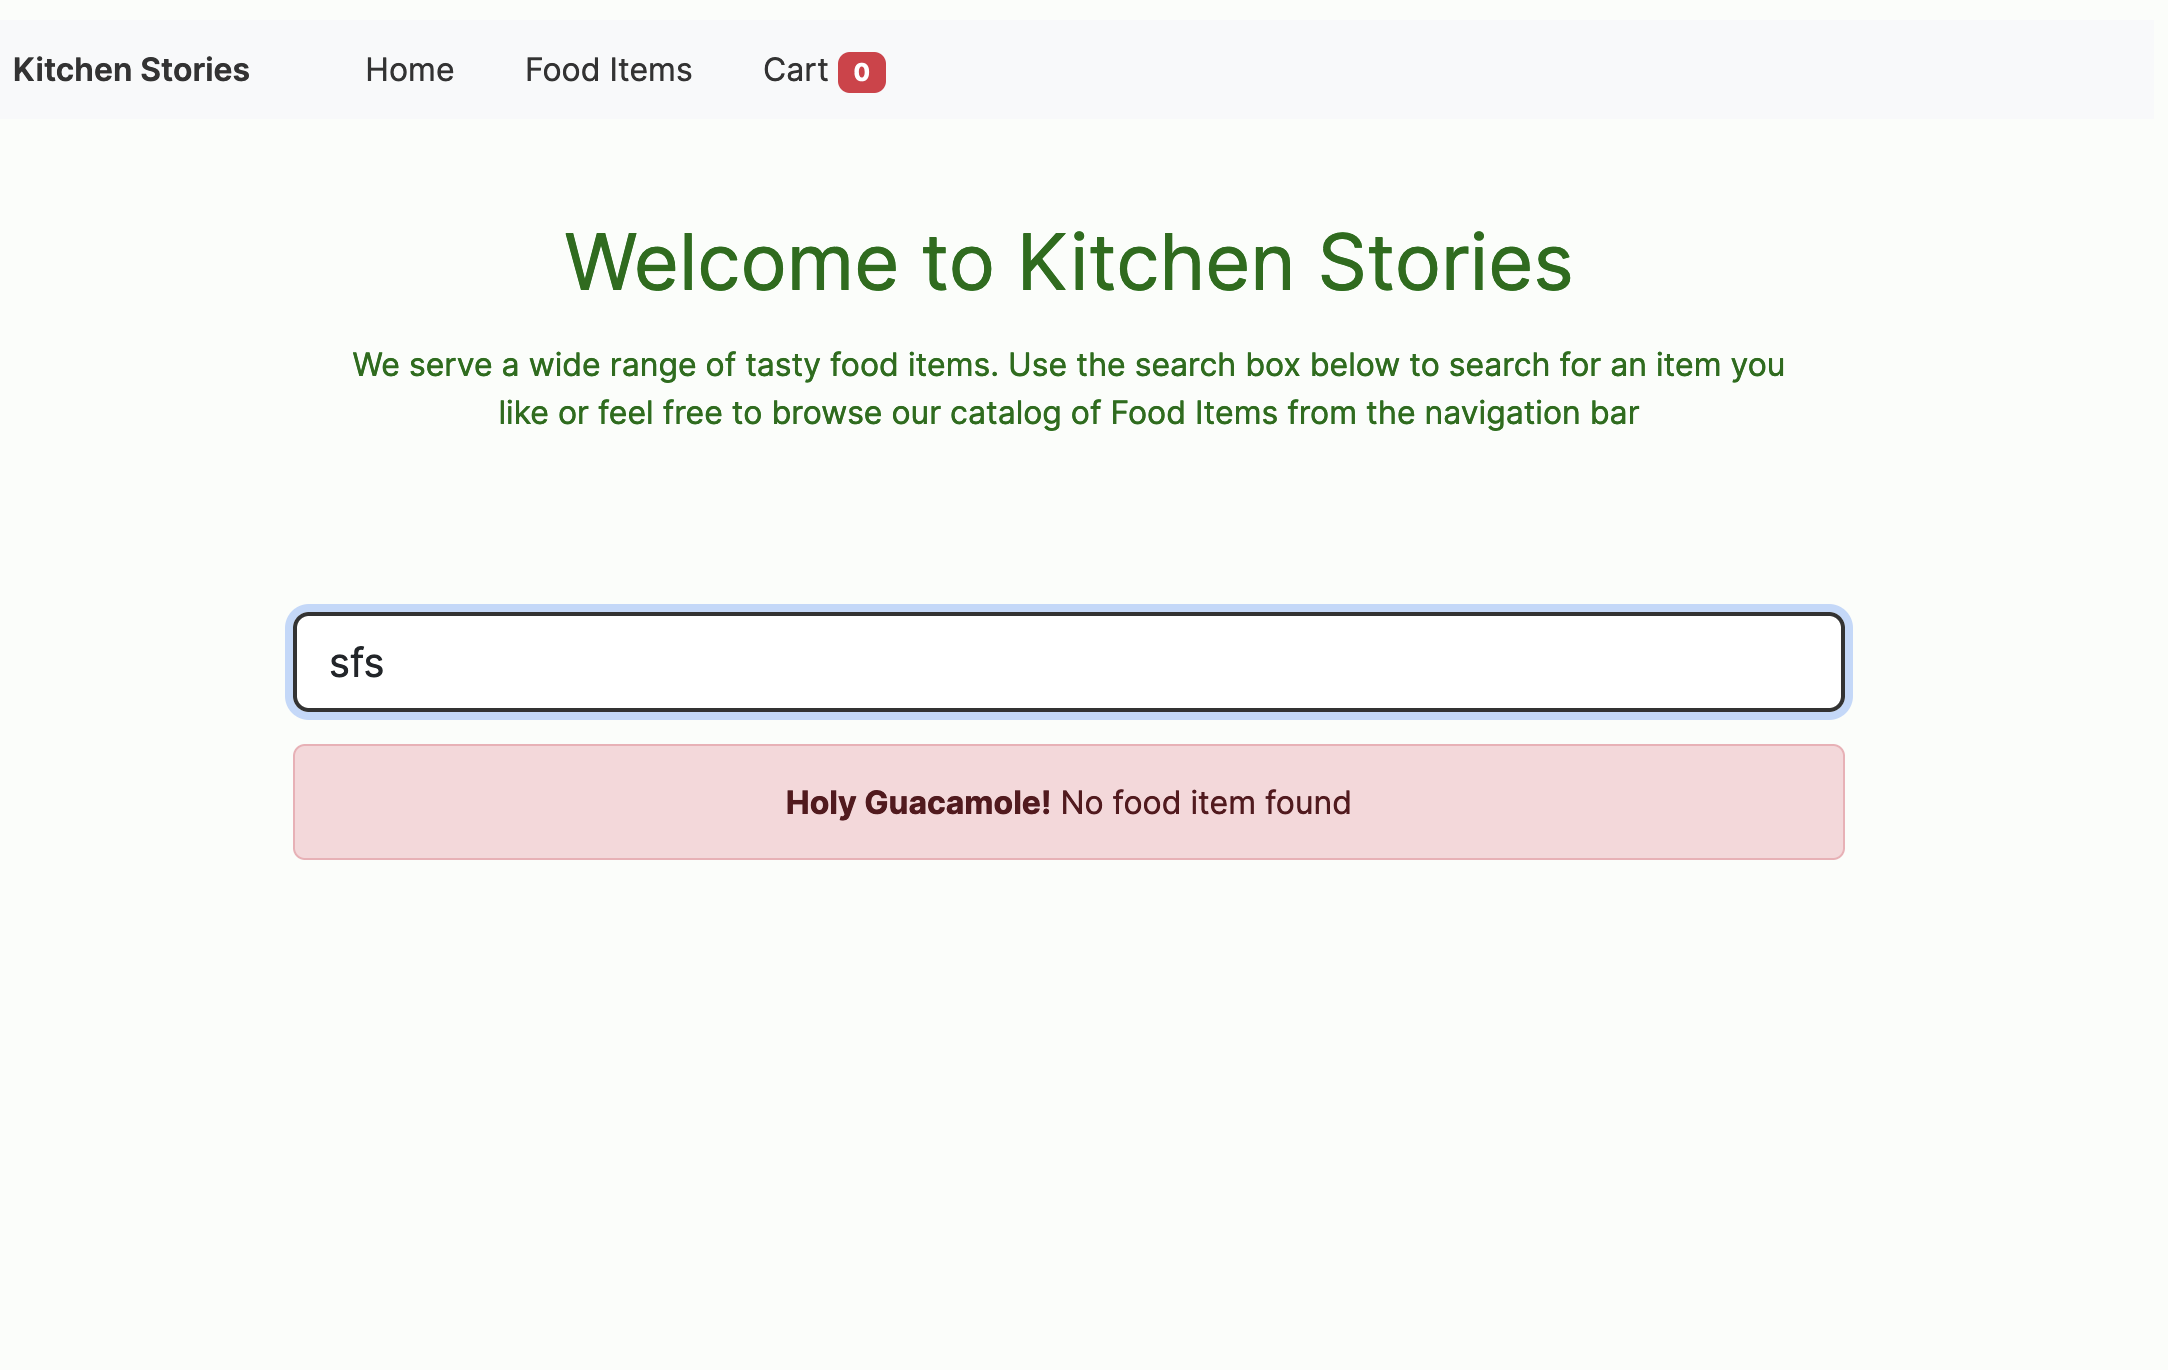 Kitchen Stories Home Food Items Cart 0
Welcome to Kitchen Stories
We serve a wide range of tasty food items. Use the search box below to search for an item you
like or feel free to browse our catalog of Food Items from the navigation bar
sfs
Holy Guacamole! No food item found